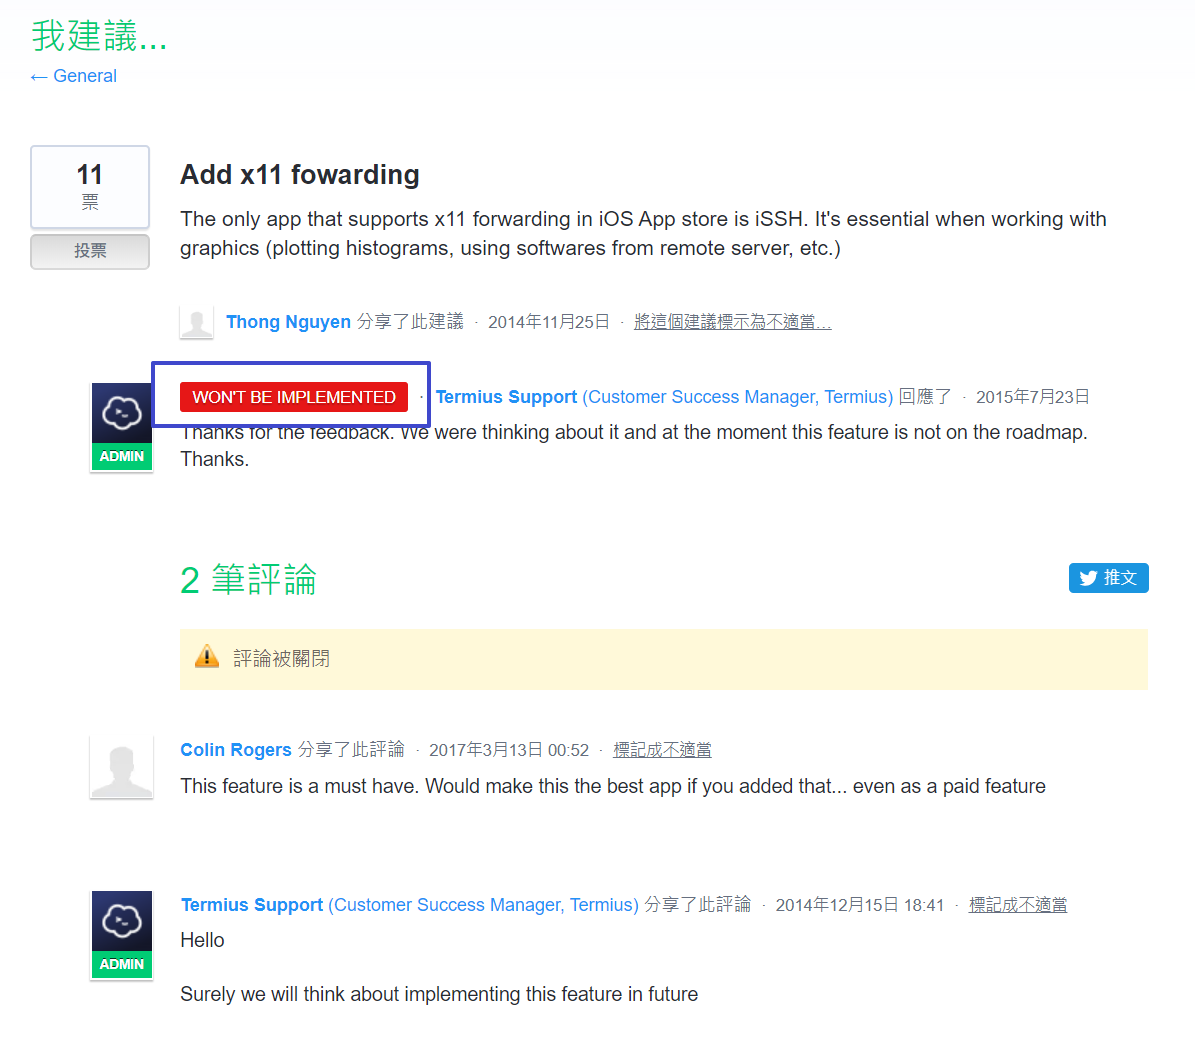 我建議...
← General
11
票
投票
Add x11 fowarding
The only app that supports x11 forwarding in iOS App store is iSSH. It's essential when working with
graphics (plotting histograms, using softwares from remote server, etc.)
Thong Nguyen 分享了此建議 · 2014年11月25日 · 將這個建議標示為不適當…
WON'T BE IMPLEMENTED · Termius Support (Customer Success Manager, Termius) 回應了 · 2015年7月23日
ADMIN
Thanks for the feedback. We were thinking about it and at the moment this feature is not on the roadmap.
Thanks.
2 筆評論
推文
評論被關閉
Colin Rogers 分享了此評論 · 2017年3月13日 00:52 · 標記成不適當
This feature is a must have. Would make this the best app if you added that... even as a paid feature
Termius Support (Customer Success Manager, Termius) 分享了此評論 · 2014年12月15日 18:41 · 標記成不適當
ADMIN
Hello
Surely we will think about implementing this feature in future